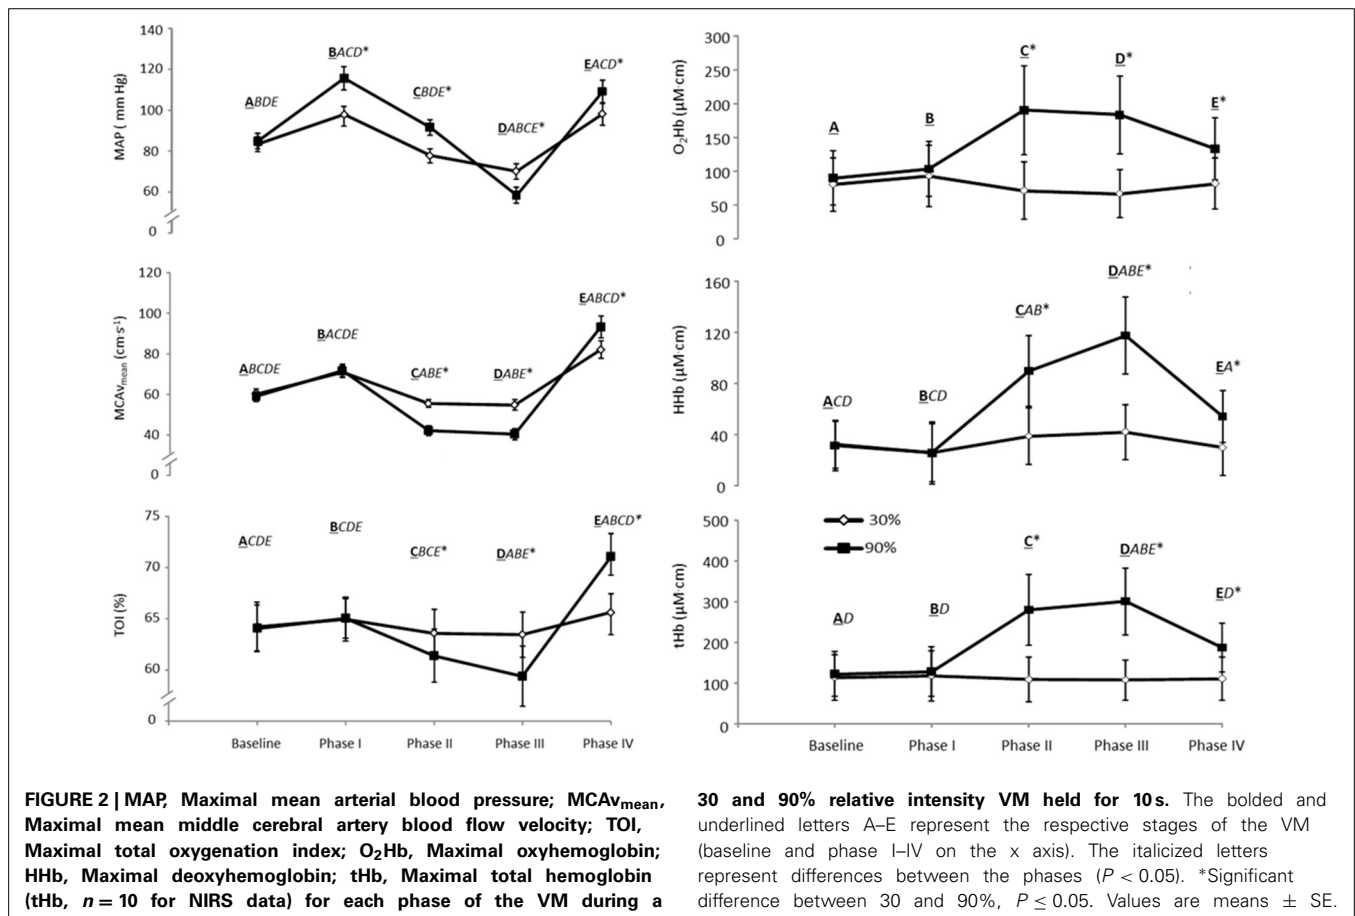 140
120
100
80
60
0
MAP ( mm Hg)
ABDE
BACD*
CBDE*
DABCE*
EACD*
120
100
80
60
40
0
MCAvmean (cm·s-1)
ABCDE
BACDE
CABE*
DABE*
EABCD*
75
70
65
60
0
TOI (%)
ACDE
BCDE
CBCE*
DABE*
EABCD*
Baseline Phase I Phase II Phase III Phase IV
300
250
200
150
100
50
0
O2Hb (µM·cm)
A
B
C*
D*
E*
160
120
80
40
0
HHb (µM·cm)
ACD
BCD
CAB*
DABE*
EA*
500
400
300
200
100
0
tHb (µM·cm)
30%
90%
AD
BD
C*
DABE*
ED*
Baseline Phase I Phase II Phase III Phase IV
FIGURE 2 | MAP, Maximal mean arterial blood pressure; MCAvmean,
Maximal mean middle cerebral artery blood flow velocity; TOI,
Maximal total oxygenation index; O2Hb, Maximal oxyhemoglobin;
HHb, Maximal deoxyhemoglobin; tHb, Maximal total hemoglobin
(tHb, n = 10 for NIRS data) for each phase of the VM during a
30 and 90% relative intensity VM held for 10 s. The bolded and
underlined letters A–E represent the respective stages of the VM
(baseline and phase I–IV on the x axis). The italicized letters
represent differences between the phases (P < 0.05). *Significant
difference between 30 and 90%, P ≤ 0.05. Values are means ± SE.